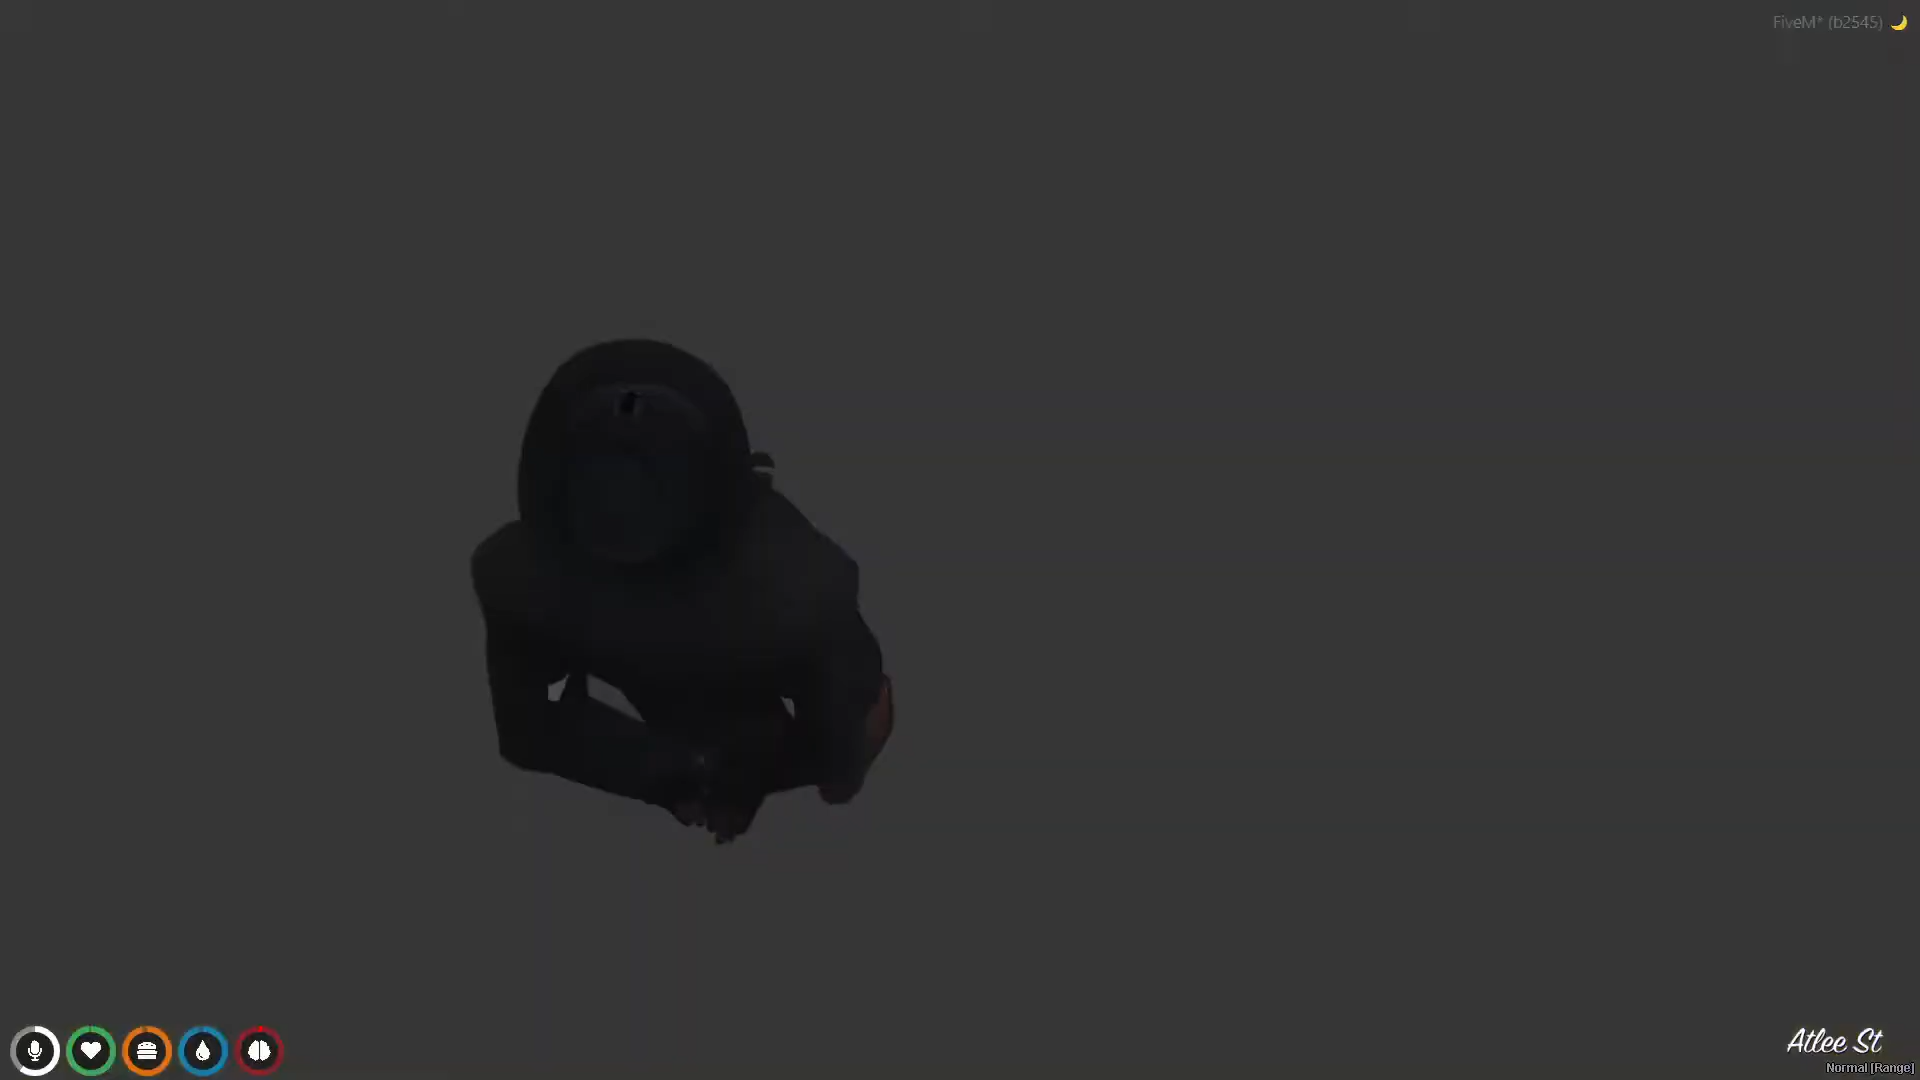 FiveM* (b2545) 🌙
Atlee St
Normal [Range]